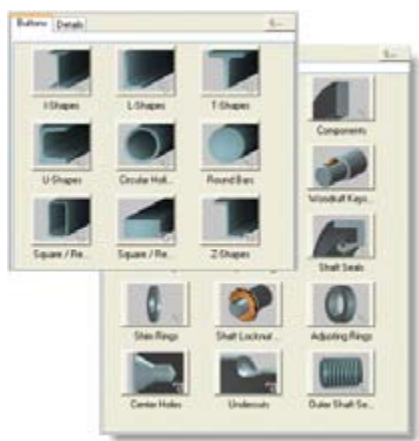 Buttons Details
I-Shapes L-Shapes T-Shapes
U-Shapes Circular Holl... Round Bars
Square / Re... Square / Re... Z-Shapes
Components
Woodruff Keys...
Shaft Seals
Shim Rings Shaft Locknut ... Adjusting Rings
Center Holes Undercuts Outer Shaft Se...